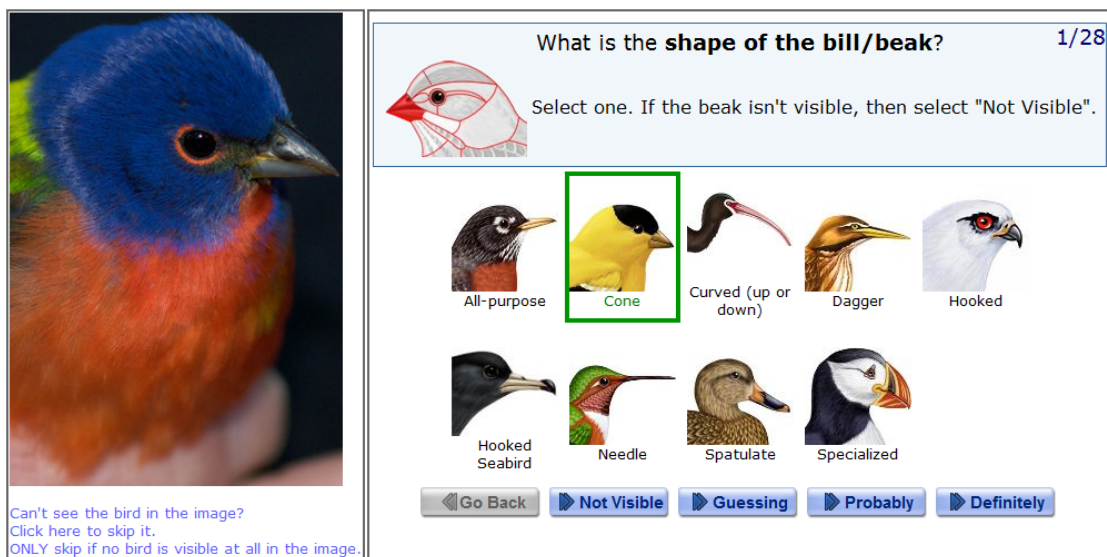 What is the shape of the bill/beak?
1/28
Select one. If the beak isn't visible, then select "Not Visible".
All-purpose
Cone
Curved (up or
down)
Dagger
Hooked
Hooked
Seabird
Needle
Spatulate
Specialized
Go Back
Not Visible
Guessing
Probably
Definitely
Can't see the bird in the image?
Click here to skip it.
ONLY skip if no bird is visible at all in the image.